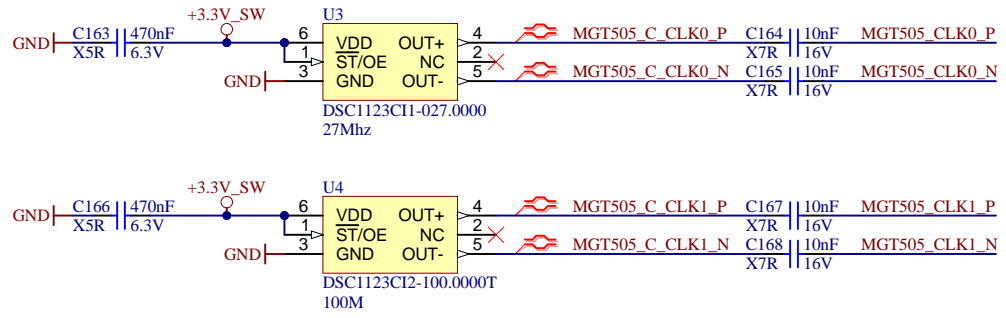 +3.3V_SW
U3
C163 470nF
GND
X5R 6.3V
6 VDD OUT+ 4
1 ST/OE NC 2
GND 3 GND OUT- 5
MGT505_C_CLK0_P
C164 10nF
X7R 16V
MGT505_CLK0_P
MGT505_C_CLK0_N
C165 10nF
X7R 16V
MGT505_CLK0_N
DSC1123CI1-027.0000
27Mhz
+3.3V_SW
U4
C166 470nF
GND
X5R 6.3V
6 VDD OUT+ 4
1 ST/OE NC 2
GND 3 GND OUT- 5
MGT505_C_CLK1_P
C167 10nF
X7R 16V
MGT505_CLK1_P
MGT505_C_CLK1_N
C168 10nF
X7R 16V
MGT505_CLK1_N
DSC1123CI2-100.0000T
100M